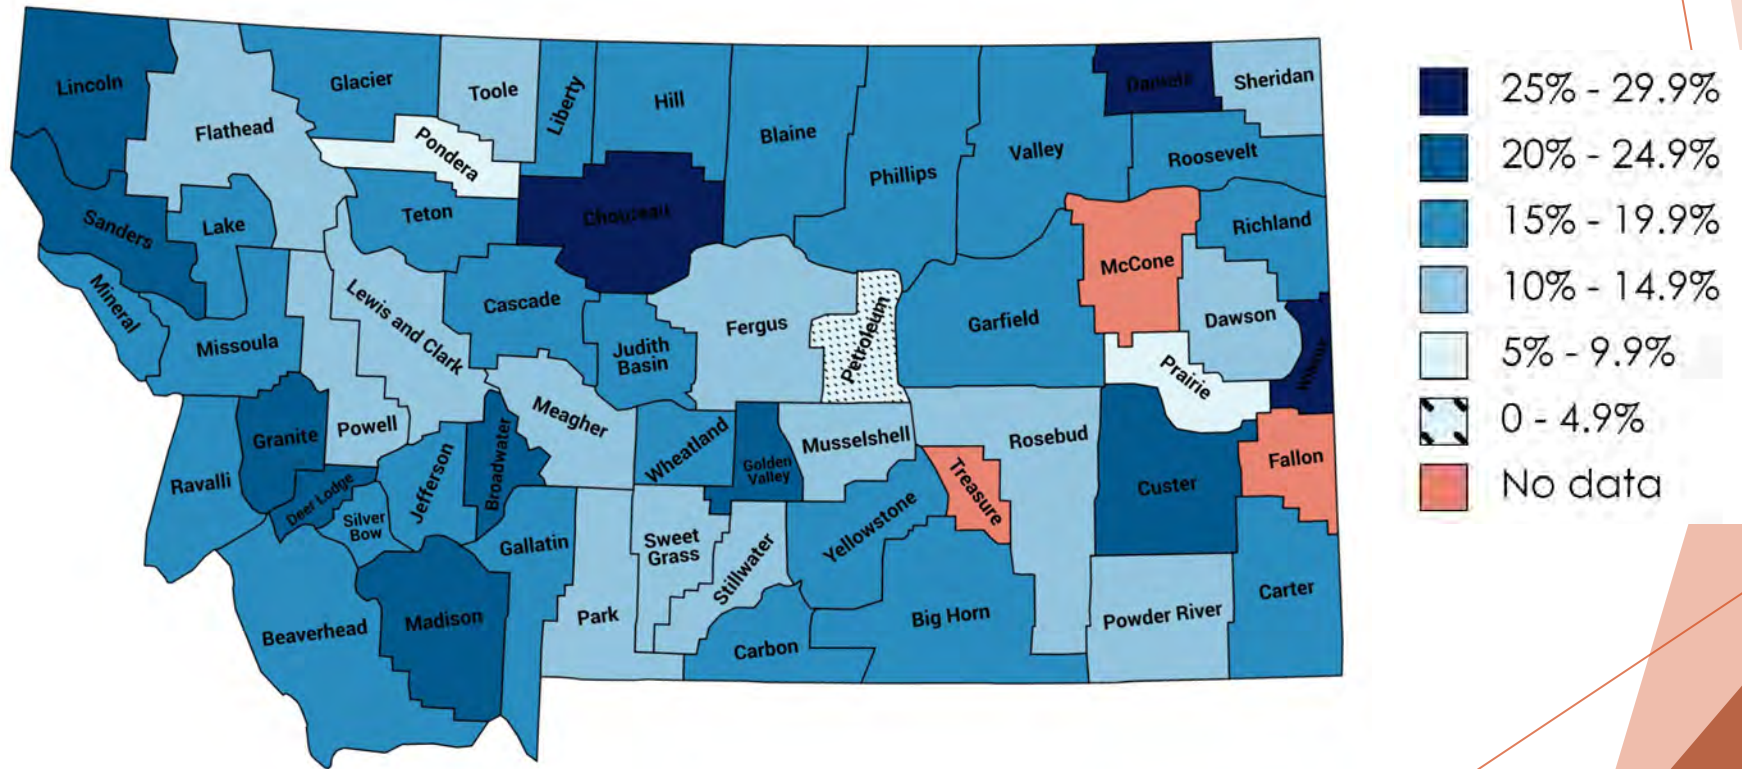 Lincoln
Flathead
Glacier
Toole
Liberty
Hill
Blaine
Phillips
Valley
Daniels
Sheridan
Roosevelt
Pondera
Teton
Chouteau
Sanders
Lake
Mineral
Missoula
Lewis and Clark
Cascade
Judith
Basin
Fergus
Petroleum
Garfield
McCone
Richland
Dawson
Wibaux
Prairie
Powell
Granite
Ravalli
Deer Lodge
Silver
Bow
Jefferson
Broadwater
Meagher
Wheatland
Golden
Valley
Musselshell
Rosebud
Treasure
Custer
Fallon
Beaverhead
Madison
Gallatin
Park
Sweet
Grass
Stillwater
Carbon
Yellowstone
Big Horn
Powder River
Carter
25% - 29.9%
20% - 24.9%
15% - 19.9%
10% - 14.9%
5% - 9.9%
0 - 4.9%
No data